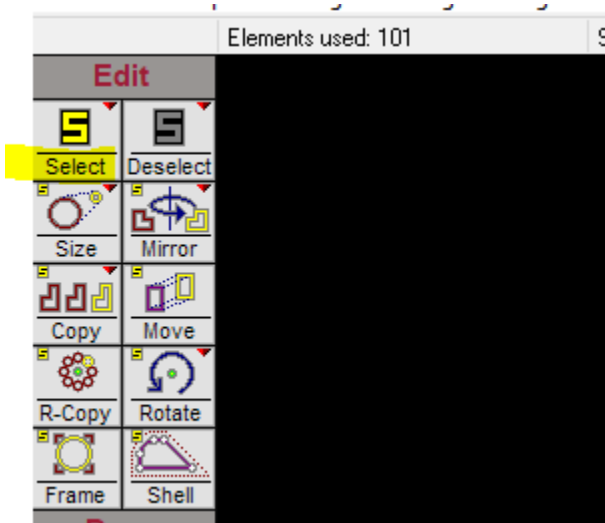 Elements used: 101
Edit
Select Deselect
Size Mirror
Copy Move
R-Copy Rotate
Frame Shell